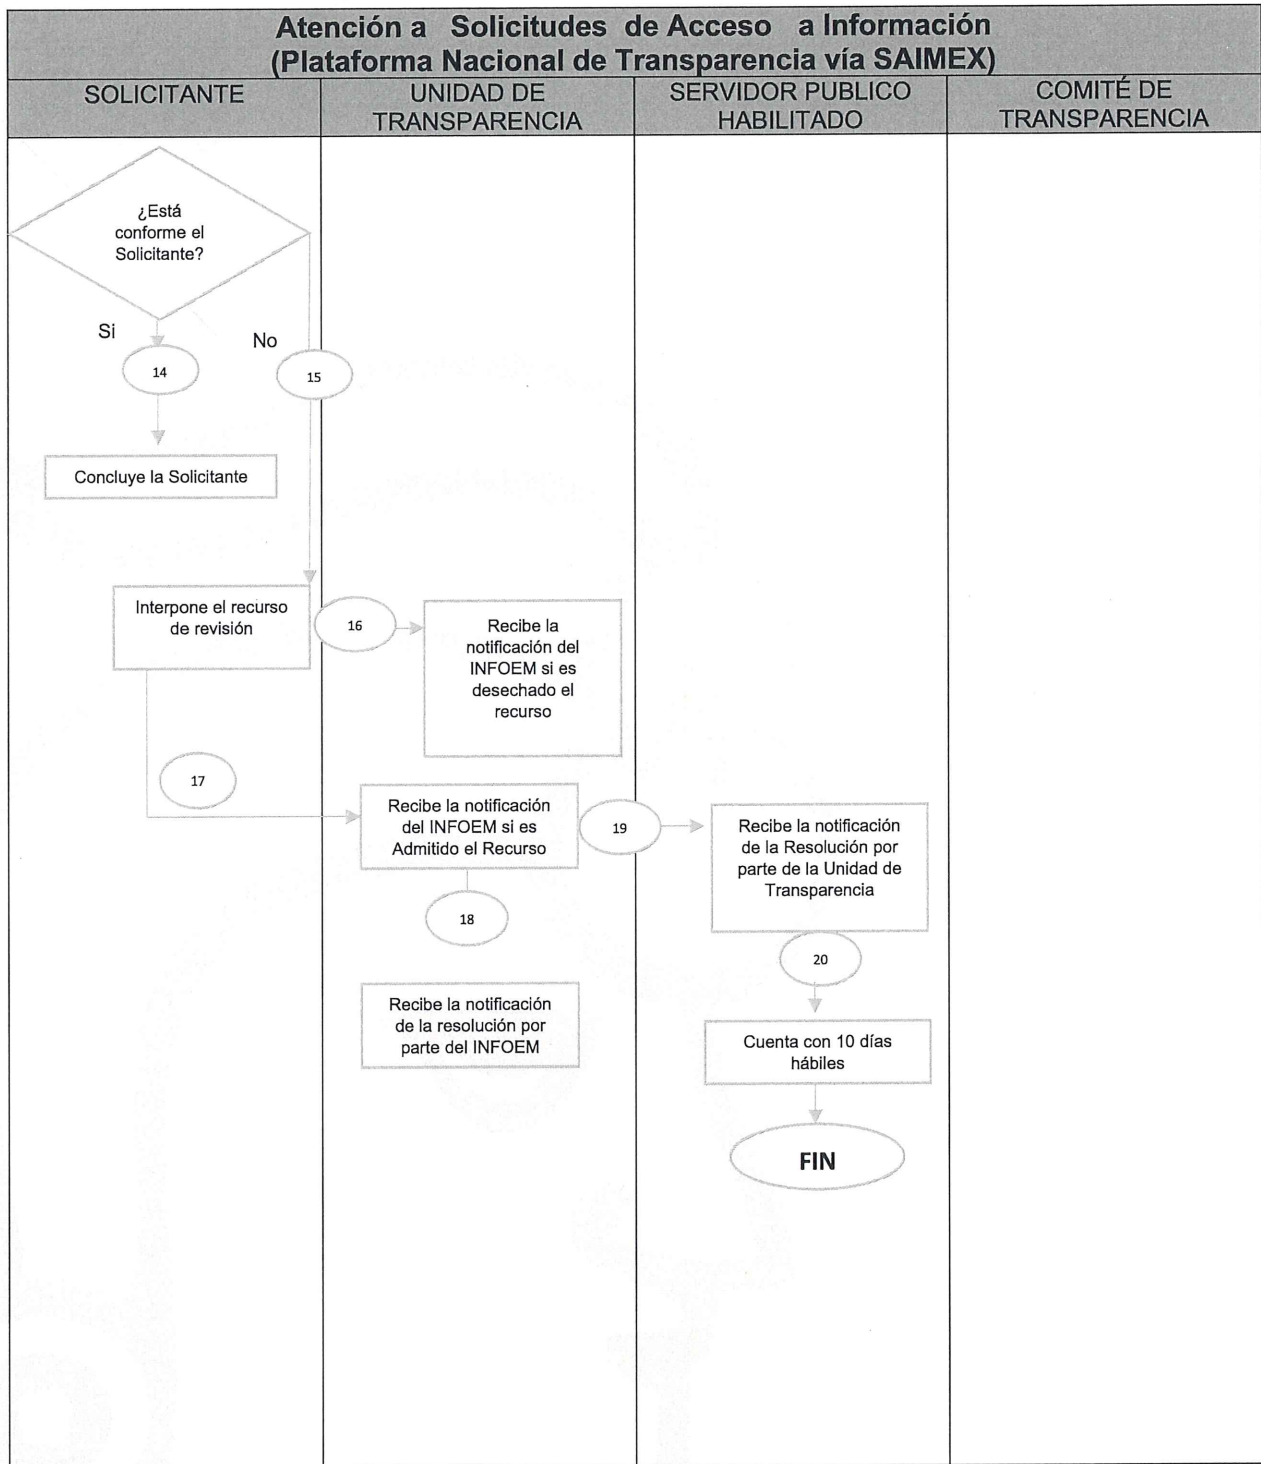 Atención a Solicitudes de Acceso a Información
(Plataforma Nacional de Transparencia vía SAIMEX)
SOLICITANTE
UNIDAD DE
TRANSPARENCIA
SERVIDOR PUBLICO
HABILITADO
COMITÉ DE
TRANSPARENCIA
¿Está
conforme el
Solicitante?
Si
No
14
15
Concluye la Solicitante
Interpone el recurso
de revisión
16
Recibe la
notificación del
INFOEM si es
desechado el
recurso
17
Recibe la notificación
del INFOEM si es
Admitido el Recurso
19
Recibe la notificación
de la Resolución por
parte de la Unidad de
Transparencia
18
20
Recibe la notificación
de la resolución por
parte del INFOEM
Cuenta con 10 días
hábiles
FIN